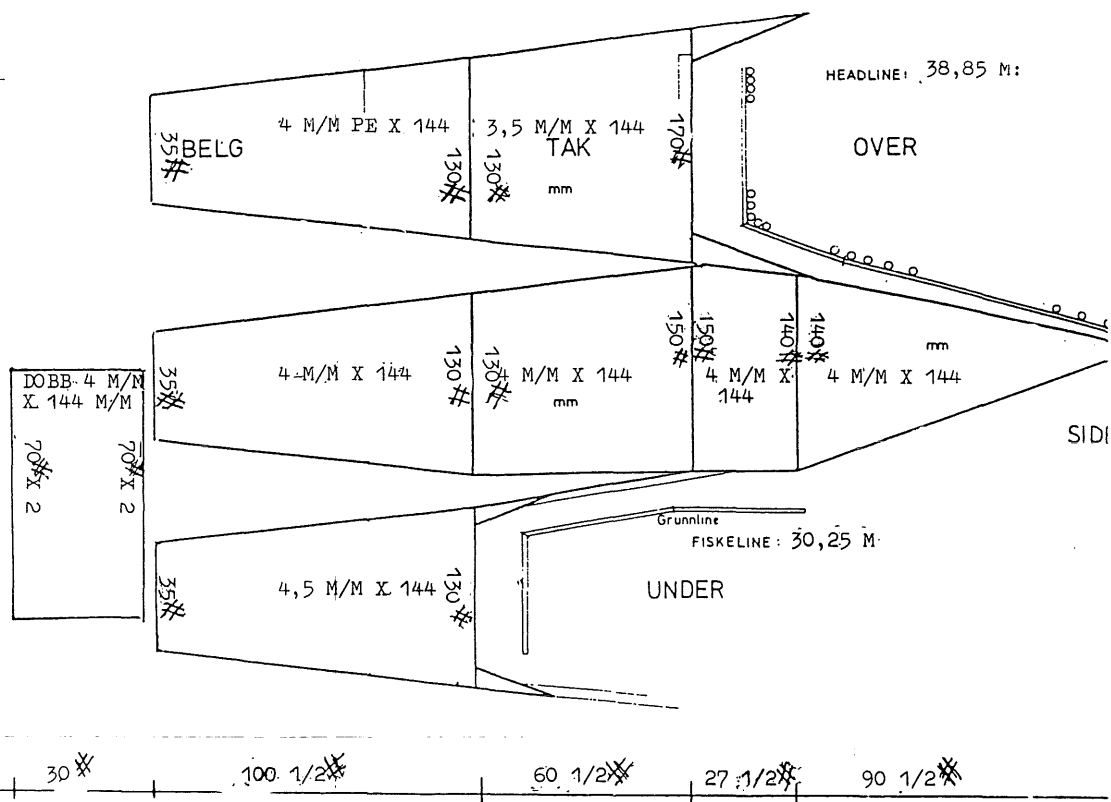 HEADLINE: 38,85 M:
4 M/M PE X 144
3,5 M/M X 144
35#
BELG
130#
130#
TAK
mm
170#
OVER
DOBB 4 M/M
X 144 M/M
70# X 2
70# X 2
35#
4 M/M X 144
130#
130#
4 M/M X 144
mm
150#
150#
4 M/M X
144
140#
140#
mm
4 M/M X 144
SIDE
Grunnline
FISKELINE: 30,25 M
35#
4,5 M/M X 144
130#
UNDER
30#
100 1/2#
60 1/2#
27 1/2#
90 1/2#